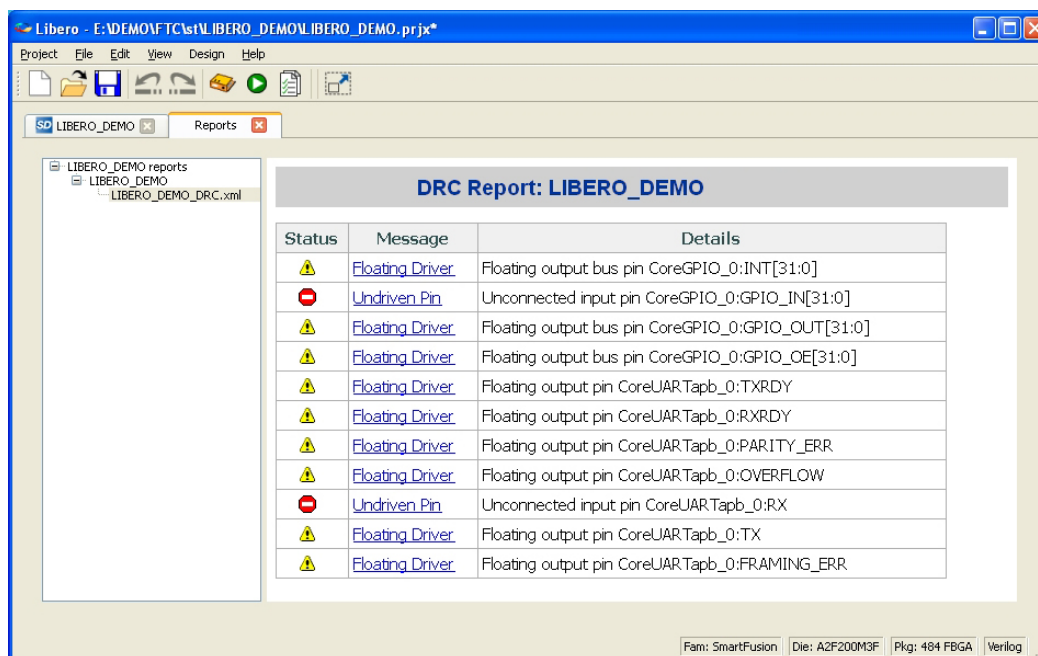 Libero - E:\DEMO\FTC\st\LIBERO_DEMO\LIBERO_DEMO.prjx*
Project File Edit View Design Help
SD LIBERO_DEMO Reports
LIBERO_DEMO reports
LIBERO_DEMO
LIBERO_DEMO_DRC.xml
DRC Report: LIBERO_DEMO
Status Message Details
Floating Driver Floating output bus pin CoreGPIO_0:INT[31:0]
Undriven Pin Unconnected input pin CoreGPIO_0:GPIO_IN[31:0]
Floating Driver Floating output bus pin CoreGPIO_0:GPIO_OUT[31:0]
Floating Driver Floating output bus pin CoreGPIO_0:GPIO_OE[31:0]
Floating Driver Floating output pin CoreUARTapb_0:TXRDY
Floating Driver Floating output pin CoreUARTapb_0:RXRDY
Floating Driver Floating output pin CoreUARTapb_0:PARITY_ERR
Floating Driver Floating output pin CoreUARTapb_0:OVERFLOW
Undriven Pin Unconnected input pin CoreUARTapb_0:RX
Floating Driver Floating output pin CoreUARTapb_0:TX
Floating Driver Floating output pin CoreUARTapb_0:FRAMING_ERR
Fam: SmartFusion Die: A2F200M3F Pkg: 484 FBGA Verilog